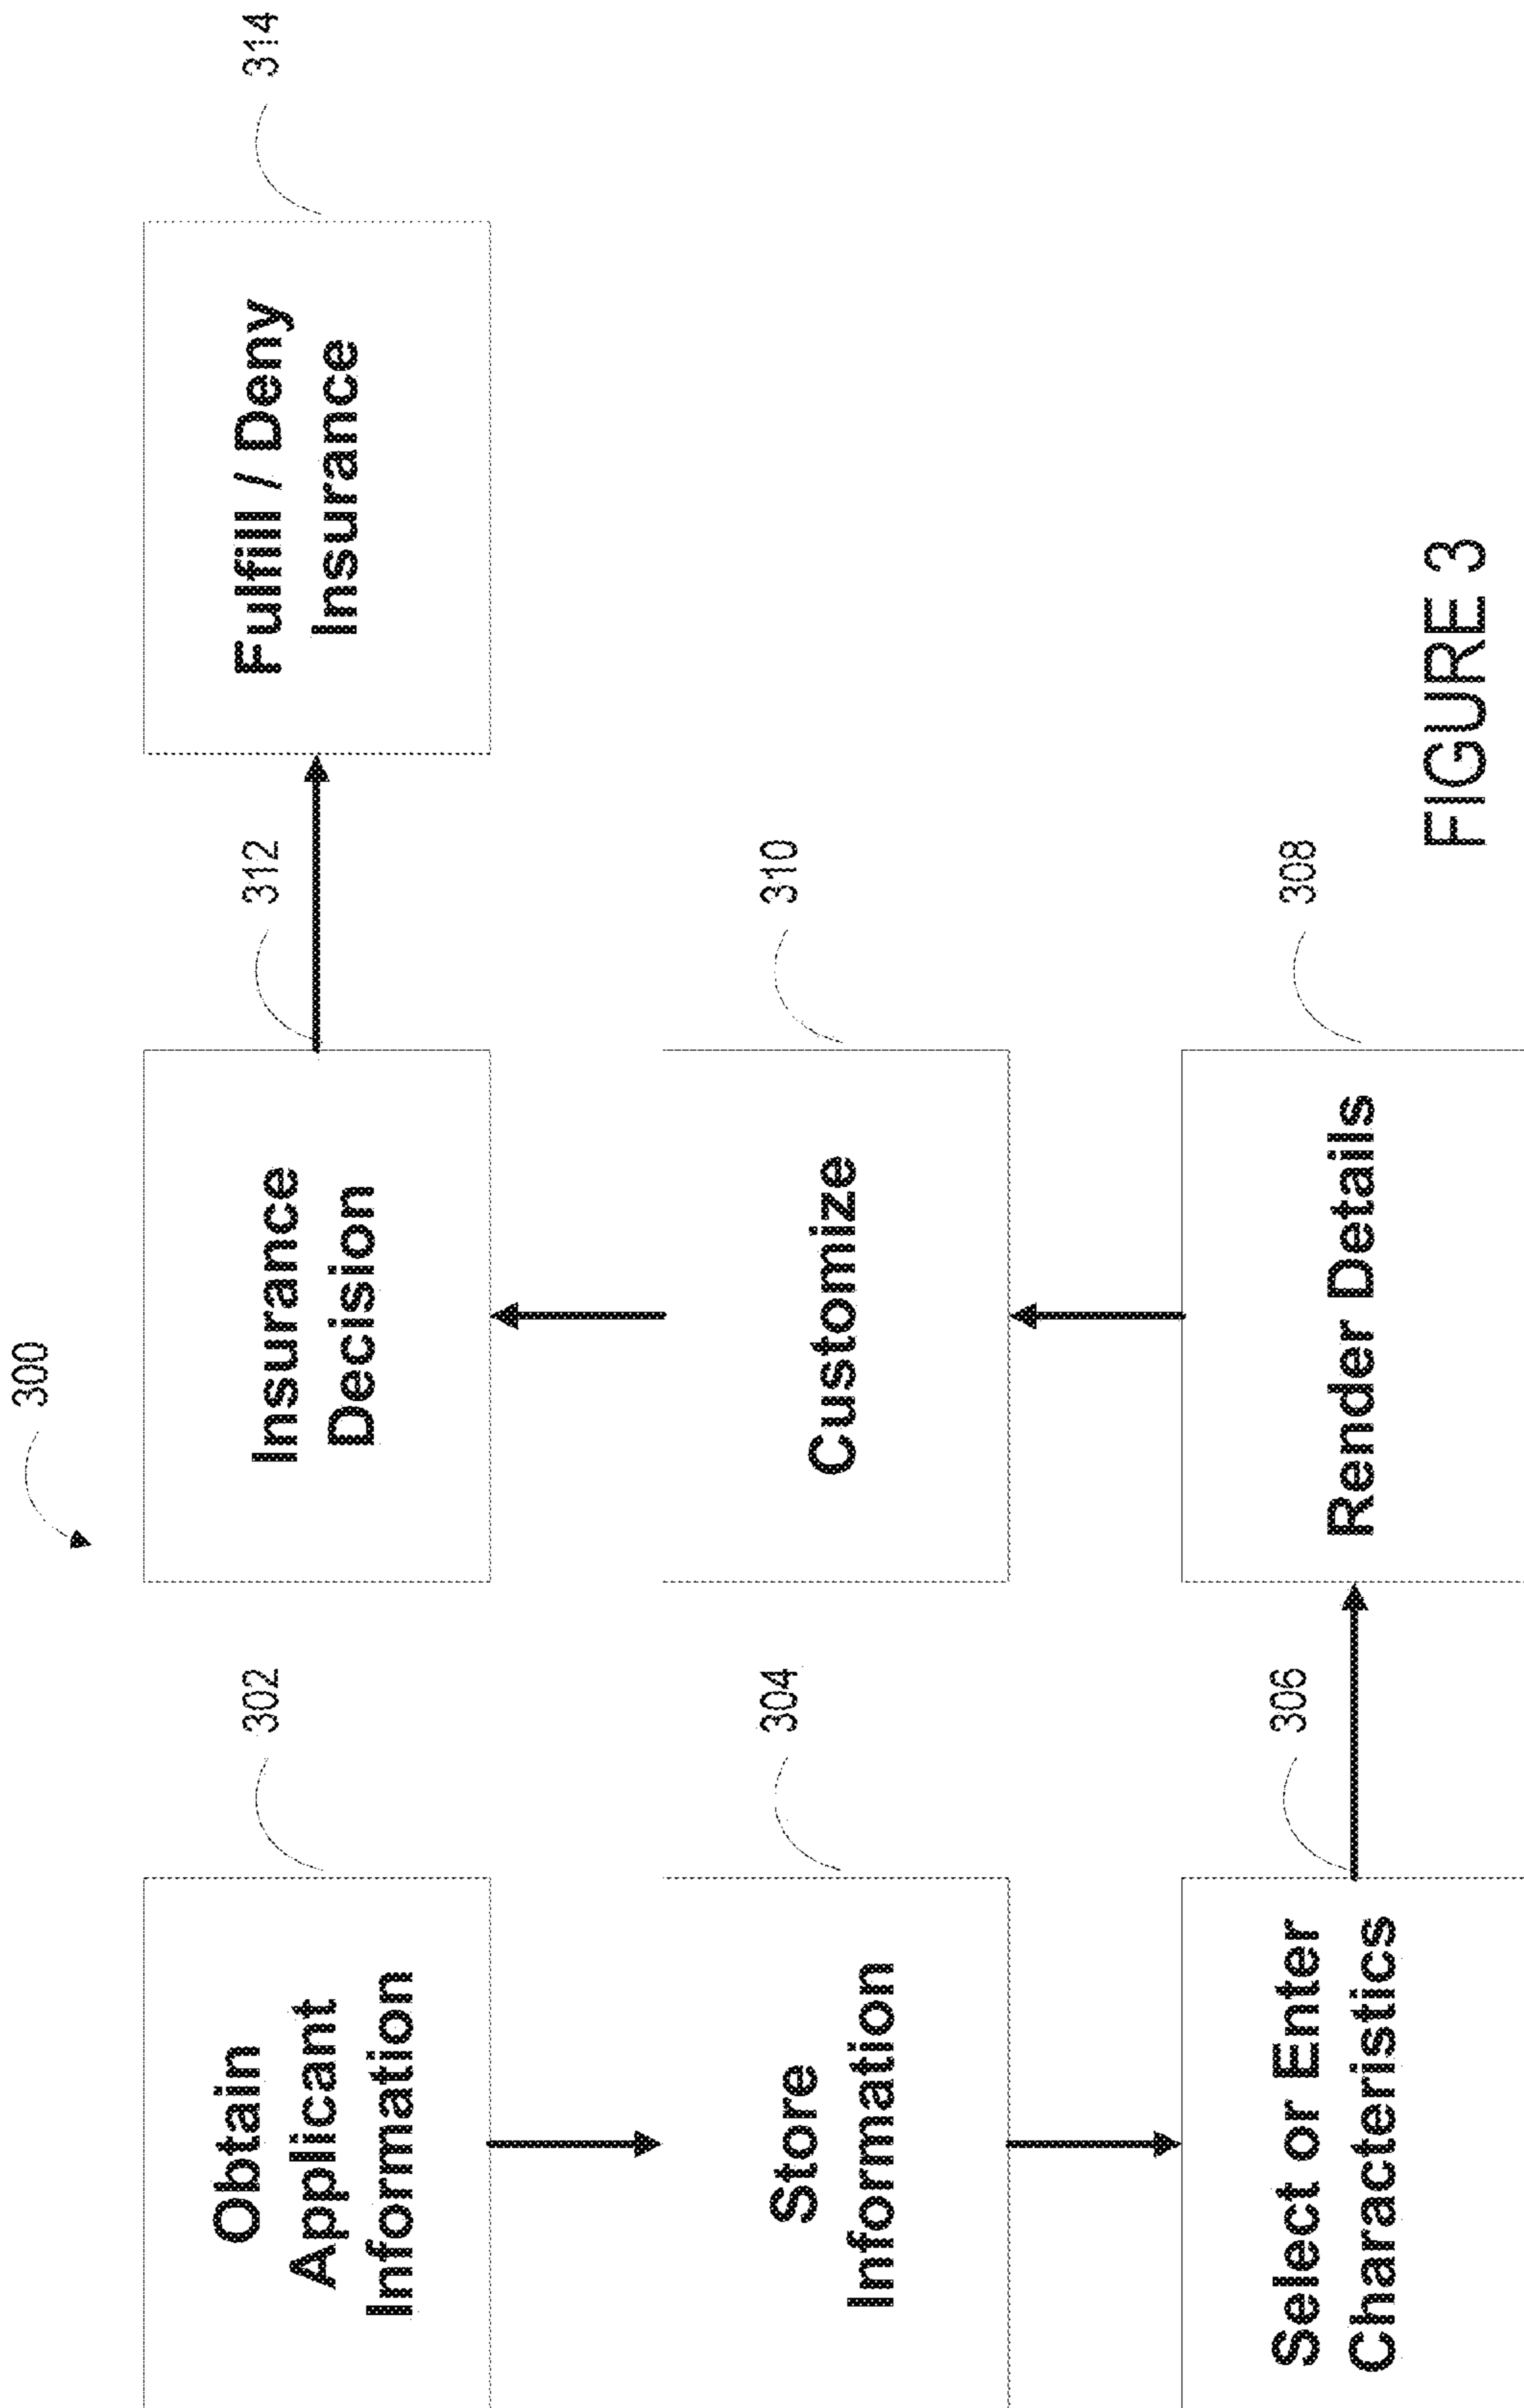 300
302
Obtain
Applicant
Information
304
Store
Information
306
Select or Enter
Characteristics
308
Render Details
310
Customize
312
Insurance
Decision
314
Fulfill / Deny
Insurance
FIGURE 3